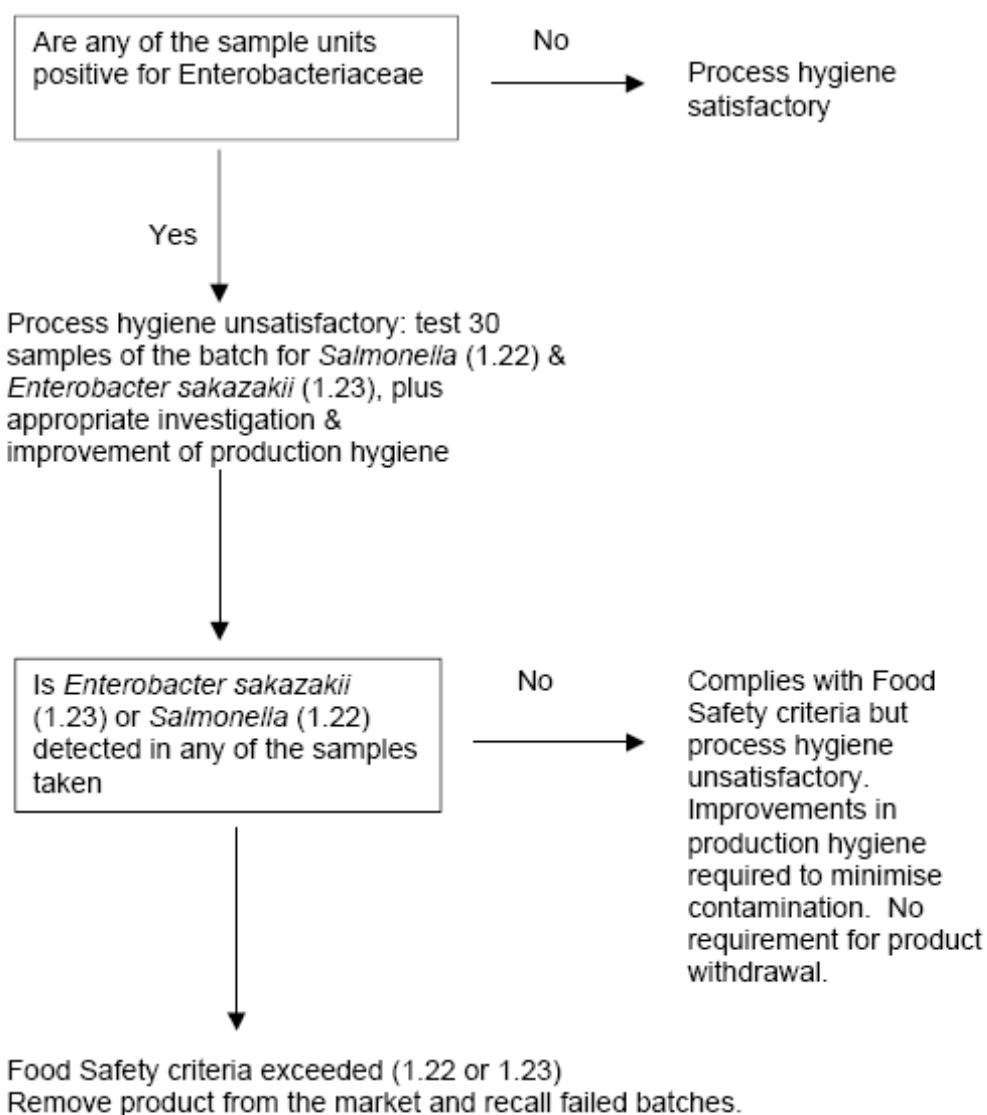 Are any of the sample units
positive for Enterobacteriaceae
No
Process hygiene
satisfactory
Yes
Process hygiene unsatisfactory: test 30
samples of the batch for Salmonella (1.22) &
Enterobacter sakazakii (1.23), plus
appropriate investigation &
improvement of production hygiene
Is Enterobacter sakazakii
(1.23) or Salmonella (1.22)
detected in any of the samples
taken
No
Complies with Food
Safety criteria but
process hygiene
unsatisfactory.
Improvements in
production hygiene
required to minimise
contamination.  No
requirement for product
withdrawal.
Food Safety criteria exceeded (1.22 or 1.23)
Remove product from the market and recall failed batches.